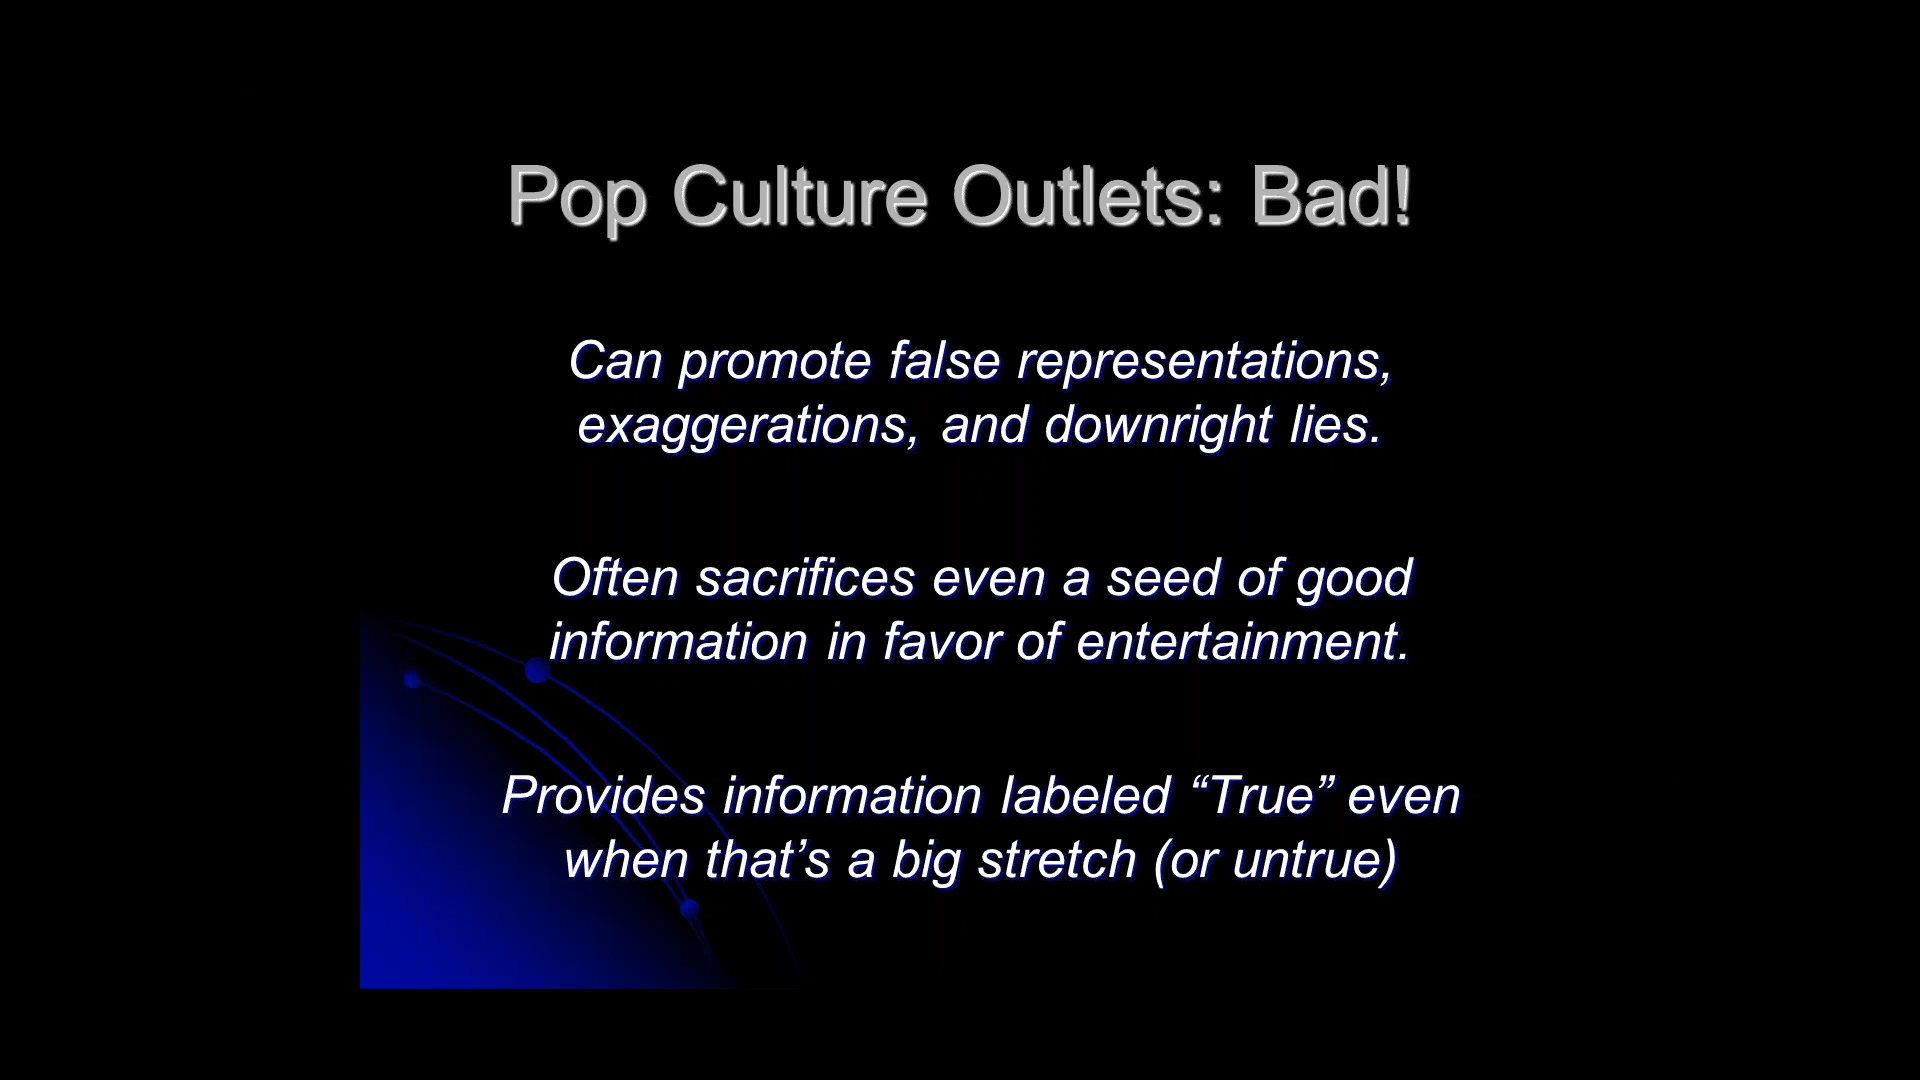 Pop Culture Outlets: Bad!
Can promote false representations,
exaggerations, and downright lies.
Often sacrifices even a seed of good
information in favor of entertainment.
Provides information labeled “True” even
when that’s a big stretch (or untrue)